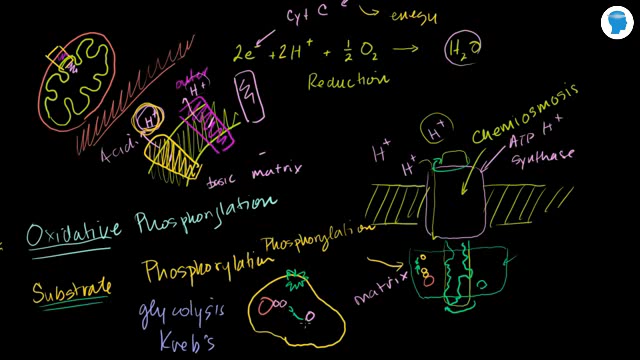 Cyt C e⁻ → energy
2e⁻ + 2H⁺ + ½ O₂ → H₂O
Reduction
outer
H⁺
H⁺
Acid
basic matrix
Chemiosmosis
ATP
synthase
H⁺
H⁺
H⁺
H⁺
Oxidative Phosphorylation
Substrate Phosphorylation
Phosphorylation
glycolysis
Kreb's
matrix